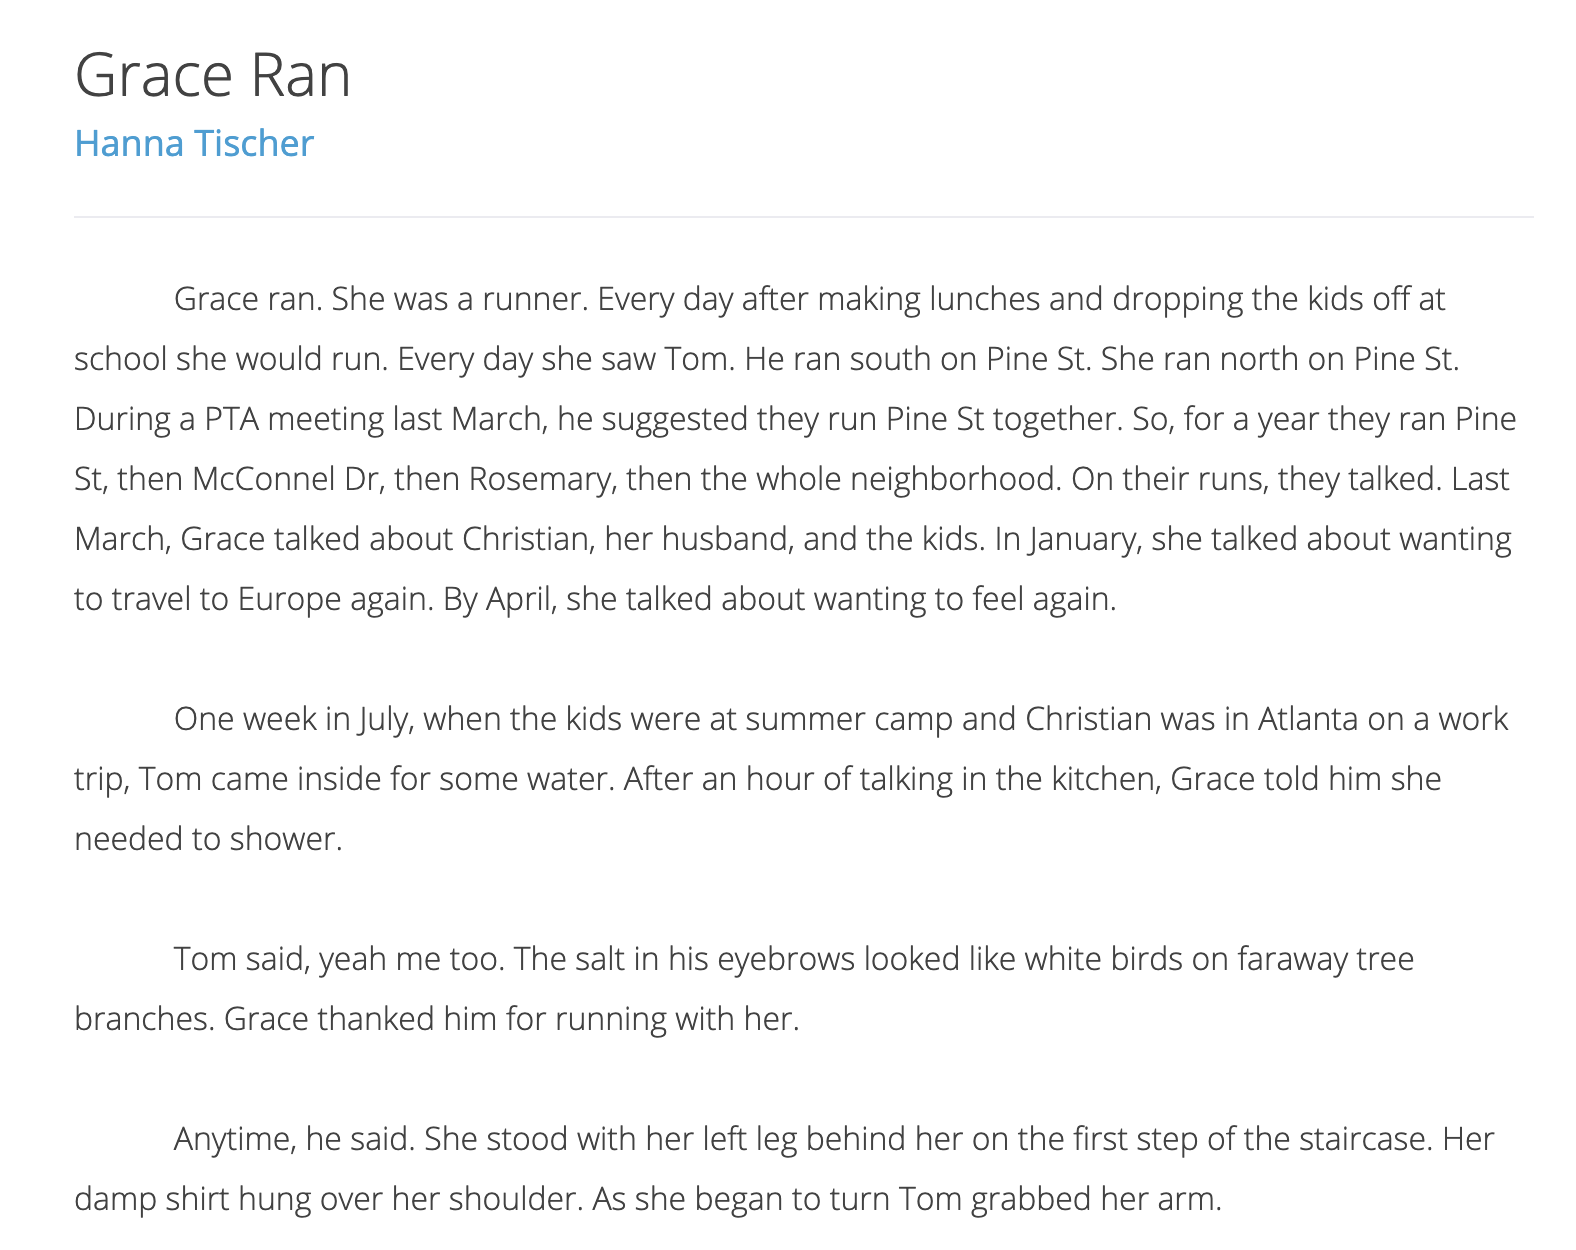 Grace Ran
Hanna Tischer
Grace ran. She was a runner. Every day after making lunches and dropping the kids off at
school she would run. Every day she saw Tom. He ran south on Pine St. She ran north on Pine St.
During a PTA meeting last March, he suggested they run Pine St together. So, for a year they ran Pine
St, then McConnel Dr, then Rosemary, then the whole neighborhood. On their runs, they talked. Last
March, Grace talked about Christian, her husband, and the kids. In January, she talked about wanting
to travel to Europe again. By April, she talked about wanting to feel again.
One week in July, when the kids were at summer camp and Christian was in Atlanta on a work
trip, Tom came inside for some water. After an hour of talking in the kitchen, Grace told him she
needed to shower.
Tom said, yeah me too. The salt in his eyebrows looked like white birds on faraway tree
branches. Grace thanked him for running with her.
Anytime, he said. She stood with her left leg behind her on the first step of the staircase. Her
damp shirt hung over her shoulder. As she began to turn Tom grabbed her arm.